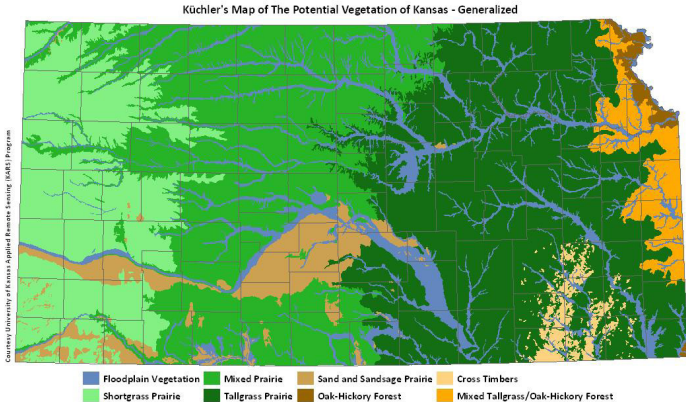 Küchler's Map of The Potential Vegetation of Kansas - Generalized
Courtesy University of Kansas Applied Remote Sensing (KARS) Program
Floodplain Vegetation
Mixed Prairie
Sand and Sandsage Prairie
Cross Timbers
Shortgrass Prairie
Tallgrass Prairie
Oak-Hickory Forest
Mixed Tallgrass/Oak-Hickory Forest